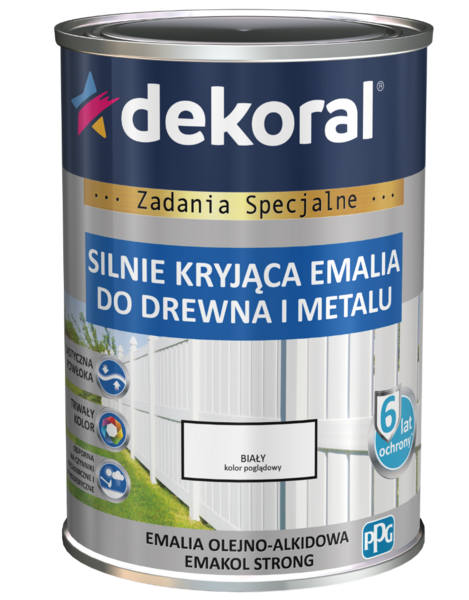 dekoral®
Zadania Specjalne
SILNIE KRYJĄCA EMALIA
DO DREWNA I METALU
POWŁOKA
TRWAŁY
KOLOR
ODPORNA
6 lat
ochrony
BIAŁY
kolor poglądowy
EMALIA OLEJNO-ALKIDOWA
EMAKOL STRONG
PPG